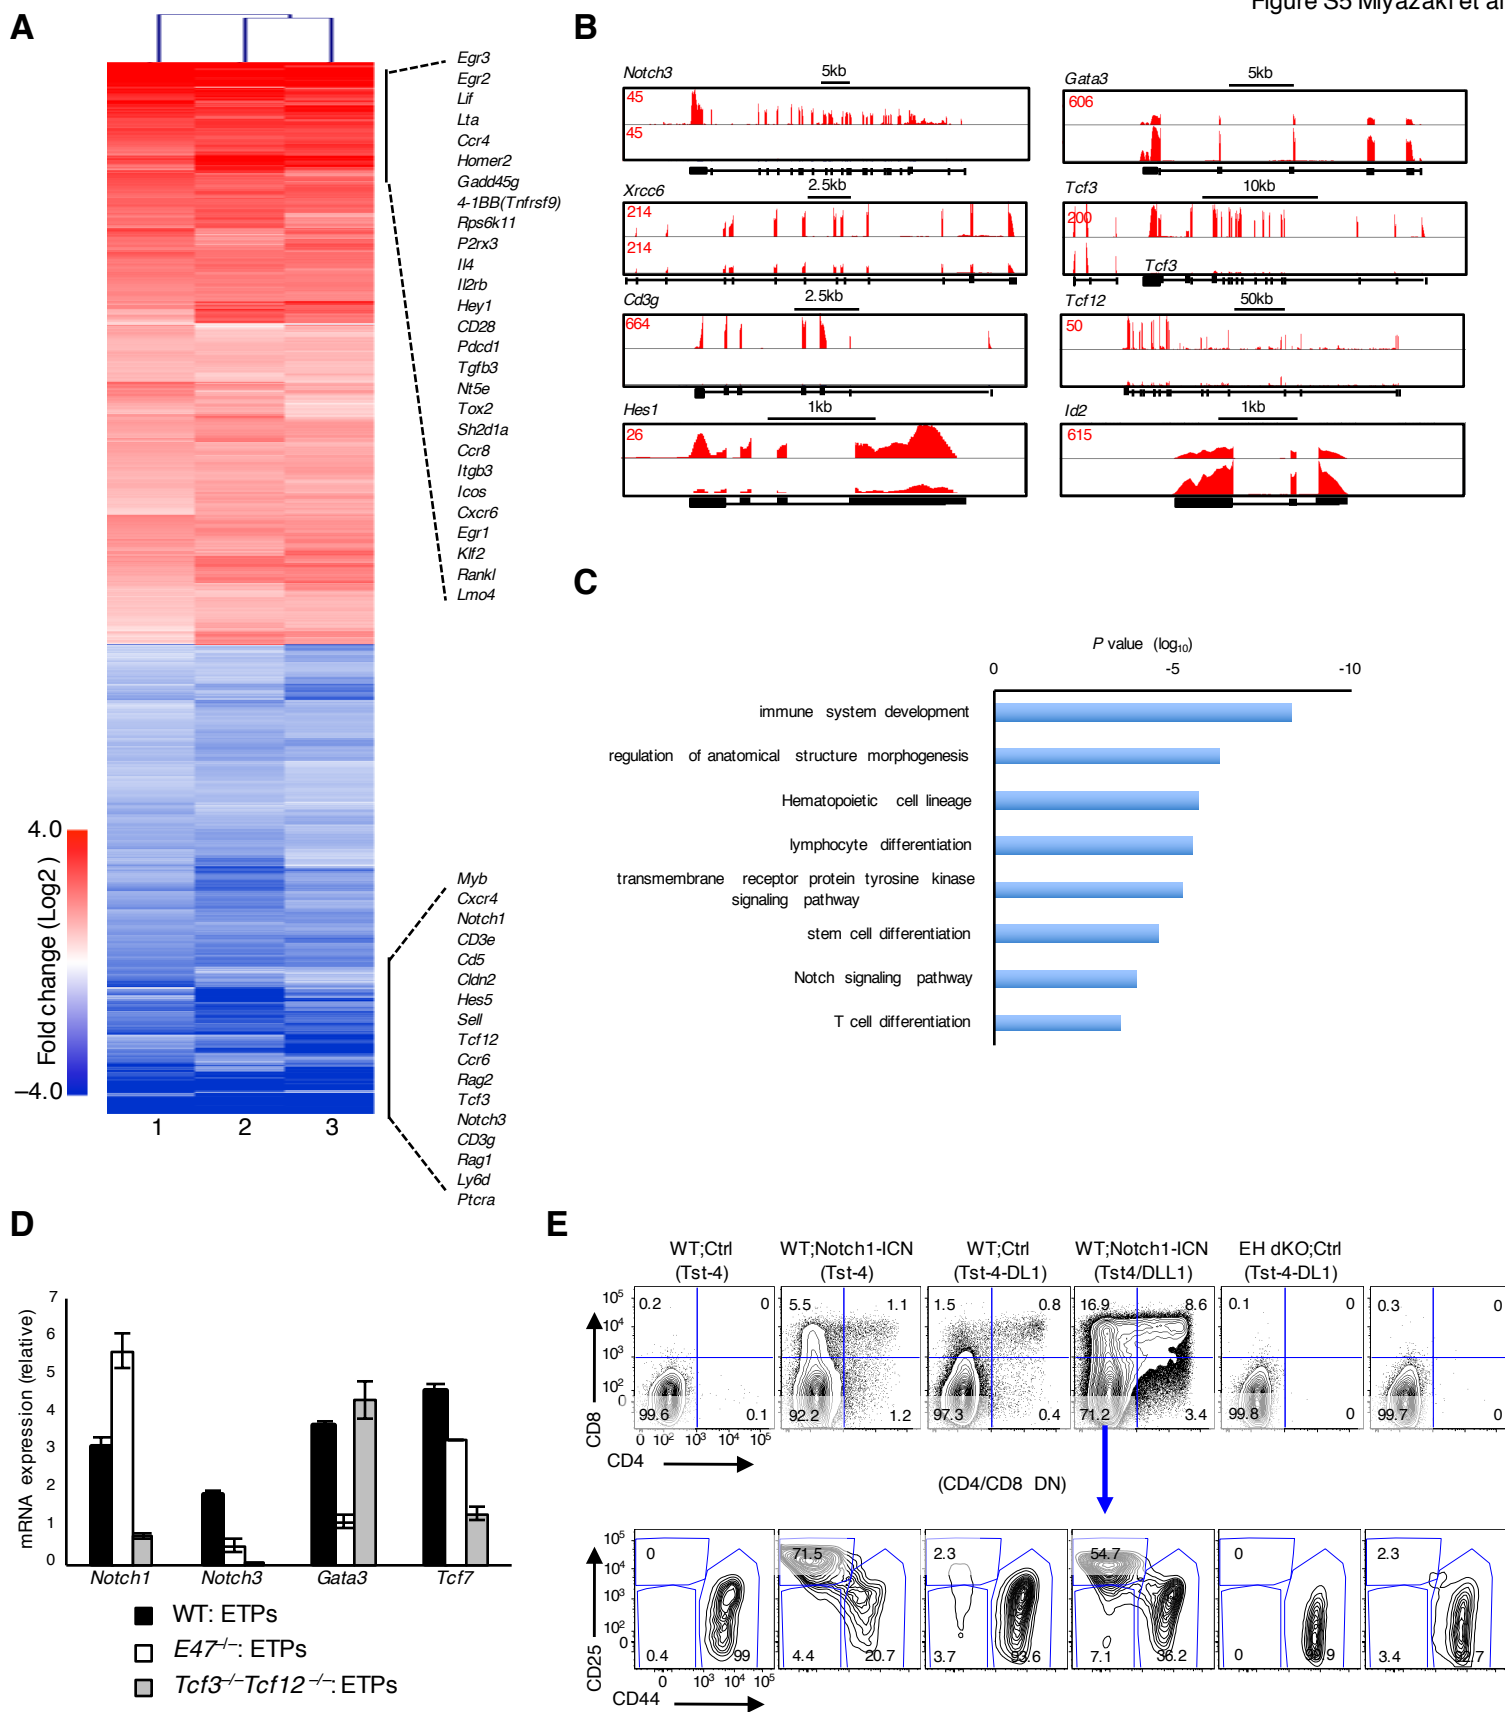 Figure S5 Miyazaki et al
A
Egr3
Egr2
Lif
Lta
Ccr4
Homer2
Gadd45g
4-1BB(Tnfrsf9)
Rps6k11
P2rx3
Il4
Il2rb
Hey1
CD28
Pdcd1
Tgfb3
Nt5e
Tox2
Sh2d1a
Ccr8
Itgb3
Icos
Cxcr6
Egr1
Klf2
Rankl
Lmo4
4.0
Fold change (Log2 )
–4.0
Myb
Cxcr4
Notch1
CD3e
Cd5
Cldn2
Hes5
Sell
Tcf12
Ccr6
Rag2
Tcf3
Notch3
CD3g
Rag1
Ly6d
Ptcra
1 2 3
B
Notch3 5kb
45
45
Gata3 5kb
606
Xrcc6 2.5kb
214
214
Tcf3 10kb
200
Tcf3
Cd3g 2.5kb
664
Tcf12 50kb
50
Hes1 1kb
26
Id2 1kb
615
C
P value (log10)
0 -5 -10
immune system development
regulation of anatomical structure morphogenesis
Hematopoietic cell lineage
lymphocyte differentiation
transmembrane receptor protein tyrosine kinase
signaling pathway
stem cell differentiation
Notch signaling pathway
T cell differentiation
D
mRNA expression (relative)
7
6
5
4
3
2
1
0
Notch1 Notch3 Gata3 Tcf7
WT: ETPs
E47–/–: ETPs
Tcf3–/–Tcf12–/–: ETPs
E
WT;Ctrl WT;Notch1-ICN WT;Ctrl WT;Notch1-ICN EH dKO;Ctrl
(Tst-4) (Tst-4) (Tst-4-DL1) (Tst4/DLL1) (Tst-4-DL1)
105 0.2 0 5.5 1.1 1.5 0.8 16.9 8.6 0.1 0 0.3 0
104
103
102
0
99.6 0.1 92.2 1.2 97.3 0.4 71.2 3.4 99.8 0 99.7 0
0 102 103 104 105
CD8
CD4
(CD4/CD8 DN)
105 0 71.5 2.3 54.7 0 2.3
104
103
102
0
0.4 99 4.4 20.7 3.7 93.6 7.1 36.2 0 3.4
0 103 104 105
CD25
CD44